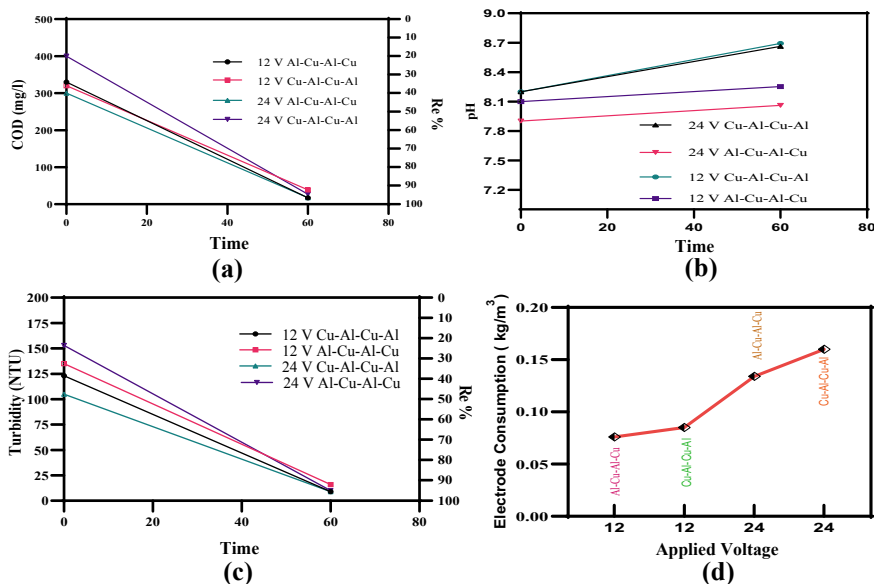 500
400
300
200
100
0
COD (mg/l)
0
20
40
60
80
Time
0
10
20
30
40
50
60
70
80
90
100
Re %
12 V Al-Cu-Al-Cu
12 V Cu-Al-Cu-Al
24 V Al-Cu-Al-Cu
24 V Cu-Al-Cu-Al
(a)
9.0
8.7
8.4
8.1
7.8
7.5
7.2
pH
0
20
40
60
80
Time
24 V Cu-Al-Cu-Al
24 V Al-Cu-Al-Cu
12 V Cu-Al-Cu-Al
12 V Al-Cu-Al-Cu
(b)
200
175
150
125
100
75
50
25
0
Turbidity (NTU)
0
20
40
60
80
Time
0
10
20
30
40
50
60
70
80
90
100
Re %
12 V Cu-Al-Cu-Al
12 V Al-Cu-Al-Cu
24 V Cu-Al-Cu-Al
24 V Al-Cu-Al-Cu
(c)
0.20
0.15
0.10
0.05
0.00
Electrode Consumption ( kg/m³)
Al-Cu-Al-Cu
Cu-Al-Cu-Al
Al-Cu-Al-Cu
Cu-Al-Cu-Al
12
12
24
24
Applied Voltage
(d)